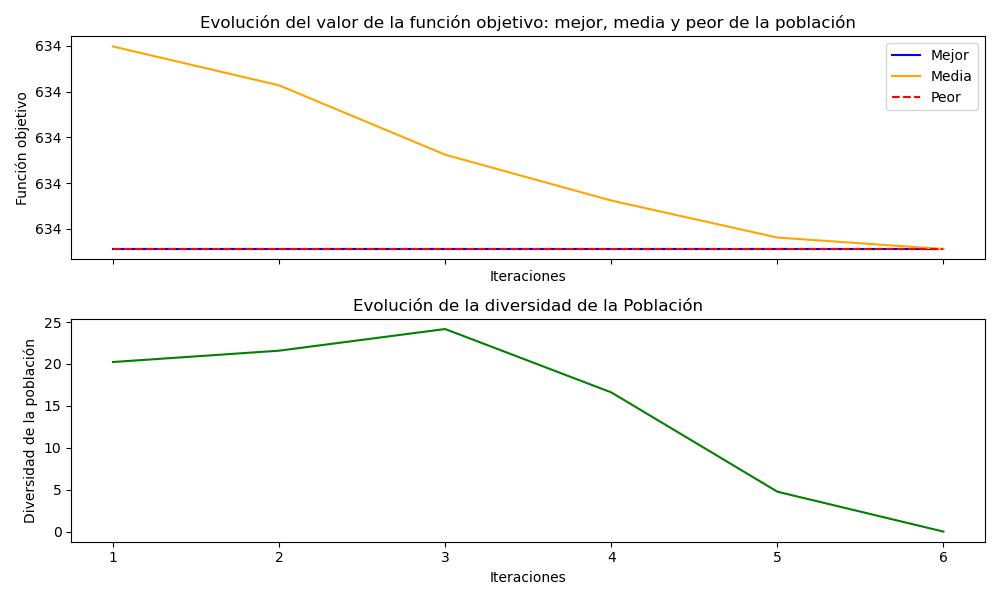 Evolución del valor de la función objetivo: mejor, media y peor de la población
Función objetivo
634
634
634
634
634
Mejor
Media
Peor
Iteraciones
Evolución de la diversidad de la Población
Diversidad de la población
25
20
15
10
5
0
1 2 3 4 5 6
Iteraciones